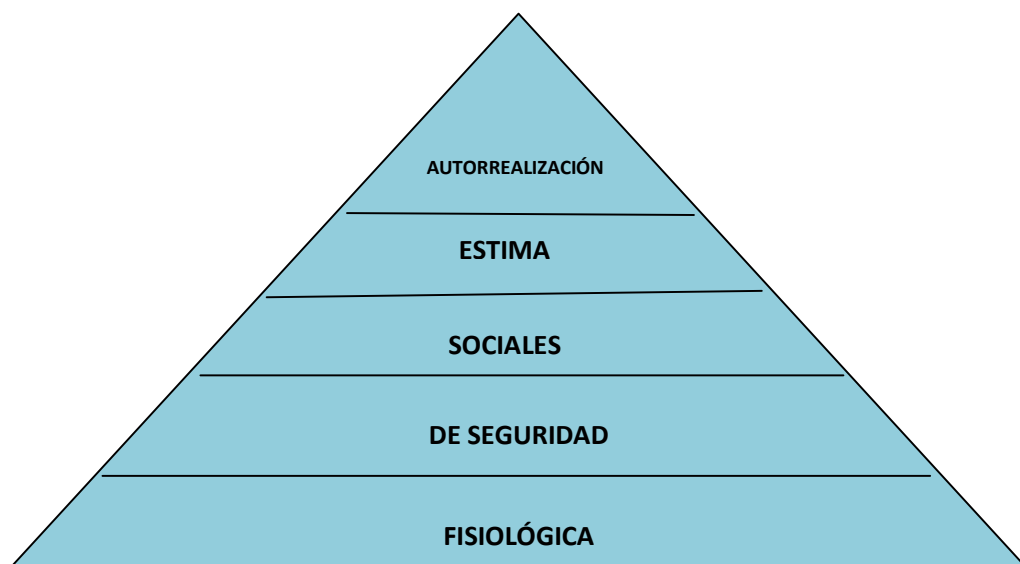 AUTORREALIZACIÓN
ESTIMA
SOCIALES
DE SEGURIDAD
FISIOLÓGICA